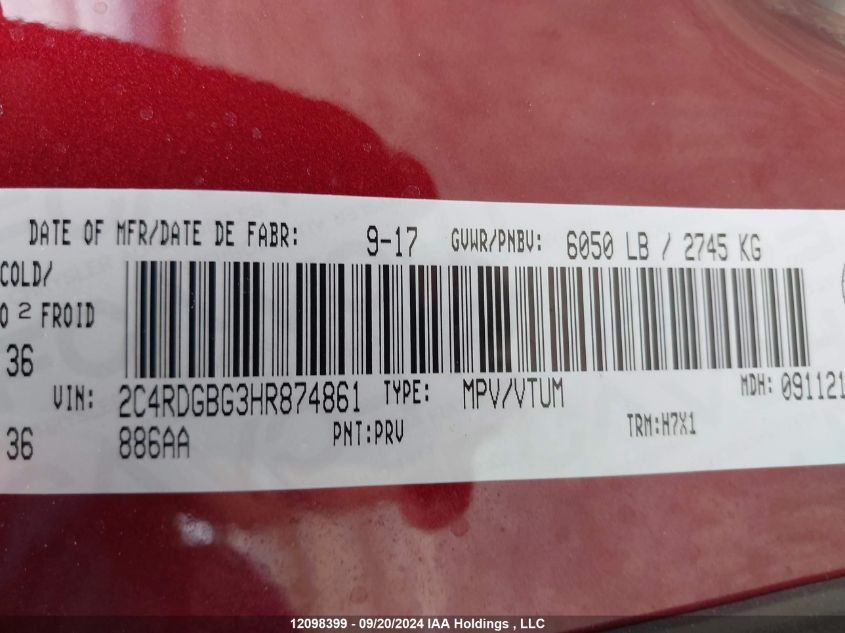 DATE OF MFR/DATE DE FABR: 9-17 GVWR/PNBV: 6050 LB / 2745 KG
COLD/
2 FROID
36
VIN: 2C4RDGBG3HR874861 TYPE: MPV/VTUM MDH: 091121
36 886AA PNT:PRV TRM:H7X1
12098399 - 09/20/2024 IAA Holdings , LLC